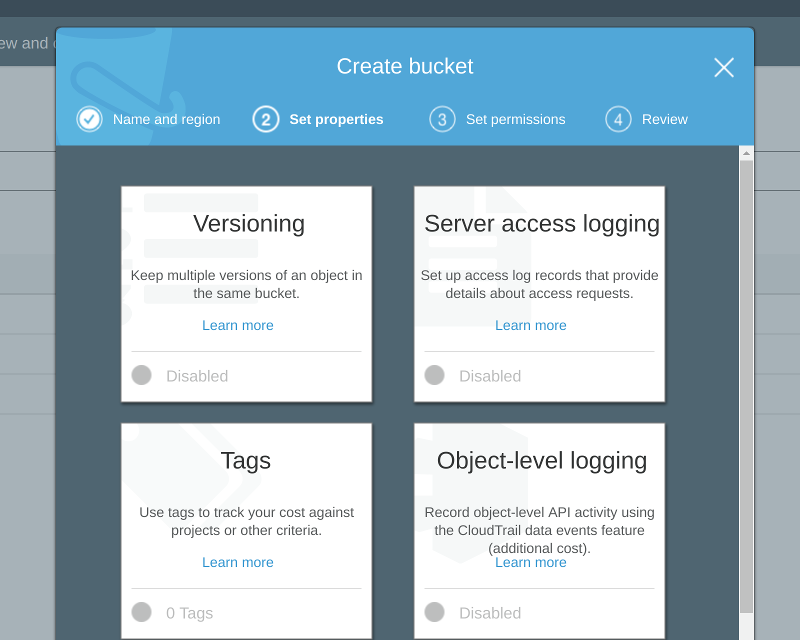 ew and
Create bucket
Name and region
2 Set properties
3 Set permissions
4 Review
Versioning
Keep multiple versions of an object in
the same bucket.
Learn more
Disabled
Server access logging
Set up access log records that provide
details about access requests.
Learn more
Disabled
Tags
Use tags to track your cost against
projects or other criteria.
Learn more
0 Tags
Object-level logging
Record object-level API activity using
the CloudTrail data events feature
(additional cost).
Learn more
Disabled